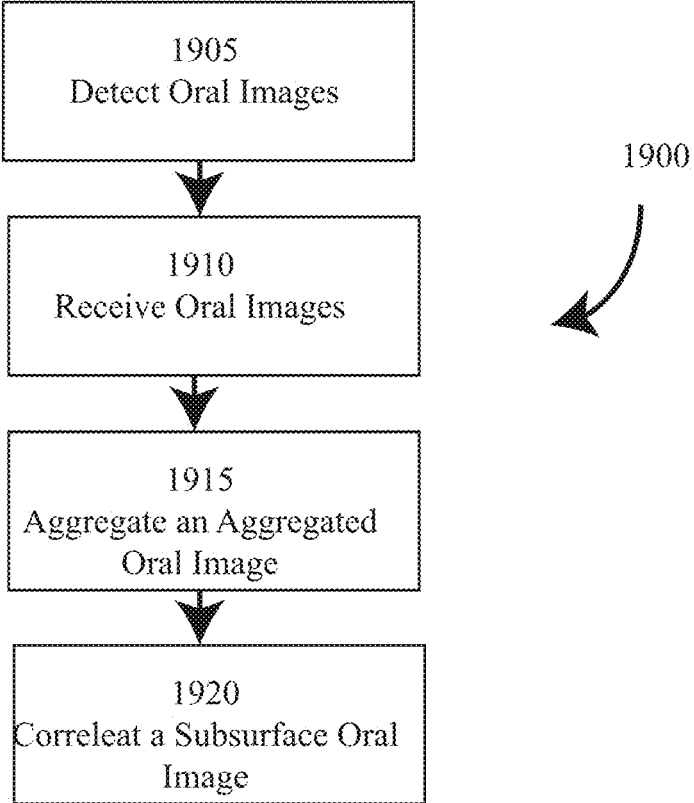 1905
Detect Oral Images
1900
1910
Receive Oral Images
1915
Aggregate an Aggregated
Oral Image
1920
Correleat a Subsurface Oral
Image